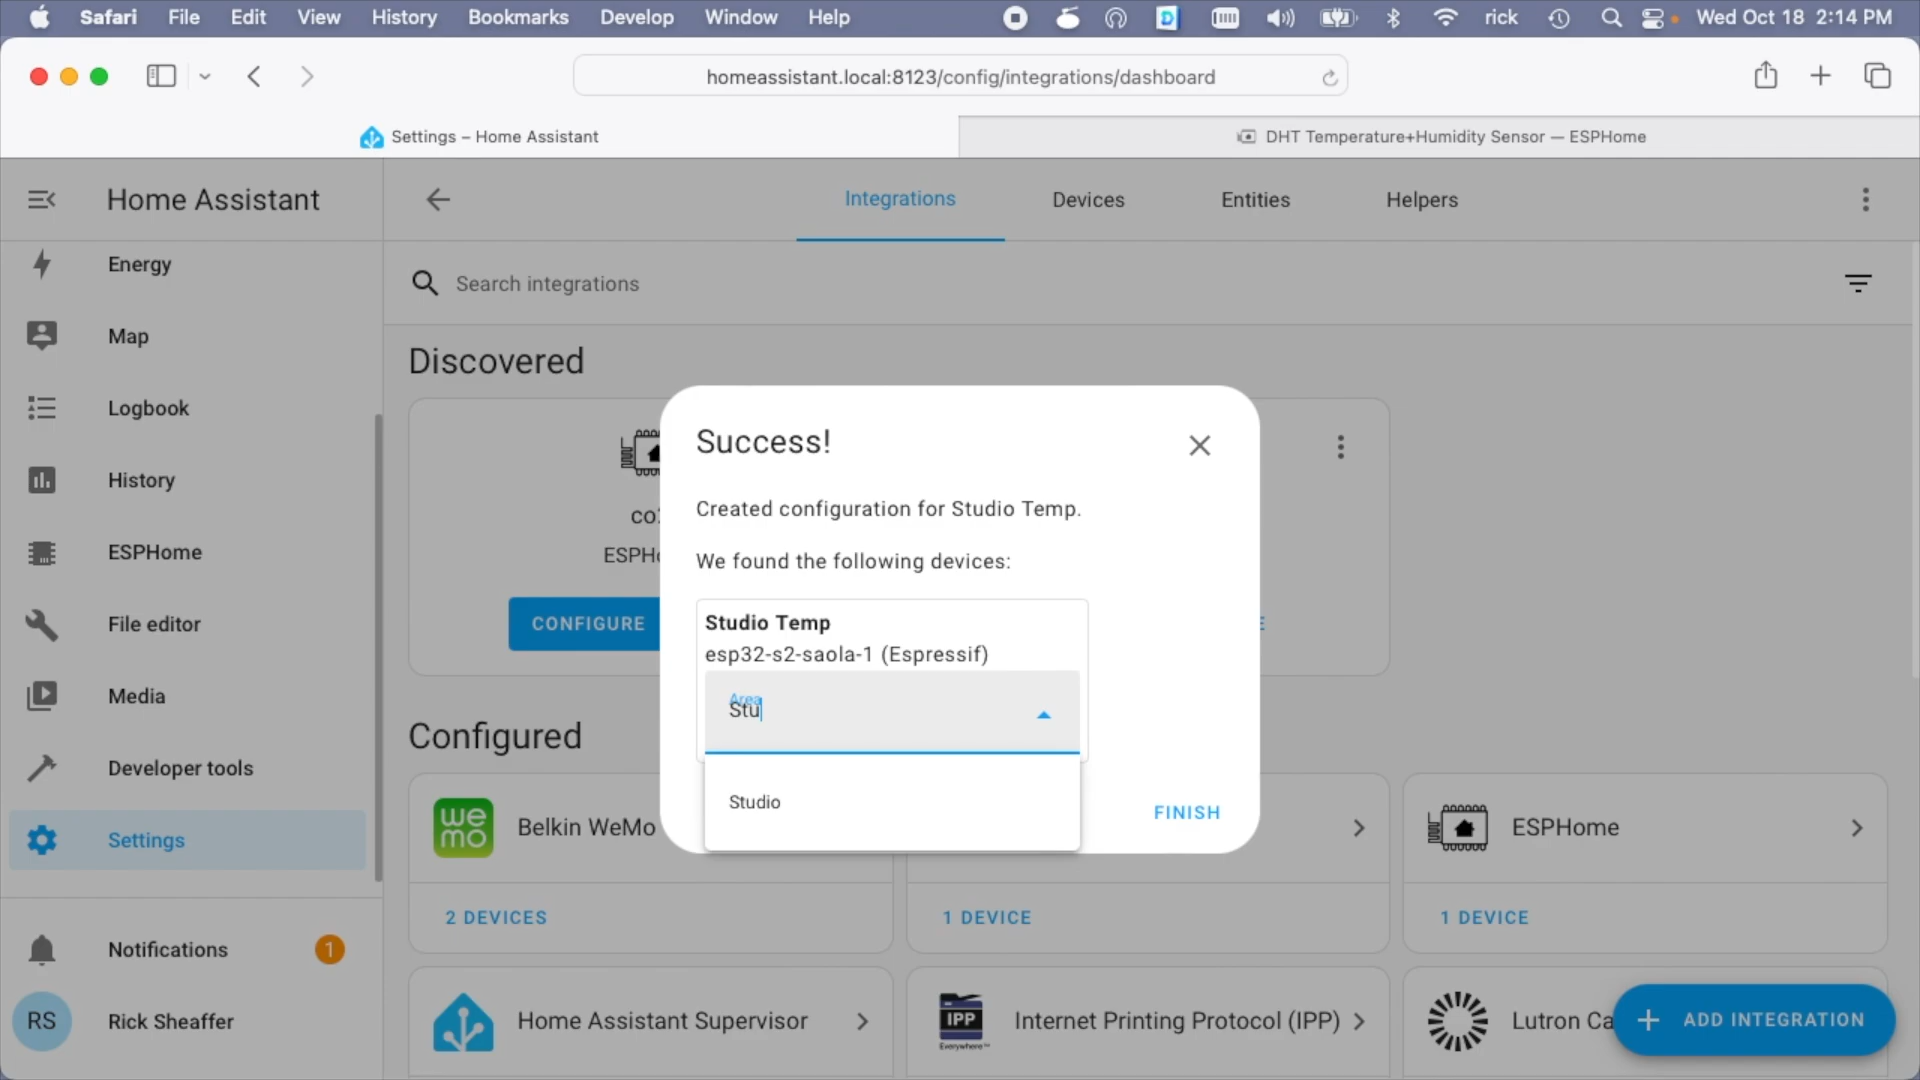 Safari File Edit View History Bookmarks Develop Window Help rick Wed Oct 18 2:14 PM
homeassistant.local:8123/config/integrations/dashboard
Settings – Home Assistant
DHT Temperature+Humidity Sensor — ESPHome
Home Assistant
Integrations Devices Entities Helpers
Energy
Map
Logbook
History
ESPHome
File editor
Media
Developer tools
Settings
Notifications 1
RS Rick Sheaffer
Search integrations
Discovered
CONFIGURE
Success!
Created configuration for Studio Temp.
We found the following devices:
Studio Temp
esp32-s2-saola-1 (Espressif)
Area
Stu
Studio
FINISH
Configured
wemo
Belkin WeMo
2 DEVICES
1 DEVICE
ESPHome
1 DEVICE
Home Assistant Supervisor
IPP
Everywhere
Internet Printing Protocol (IPP)
Lutron
ADD INTEGRATION